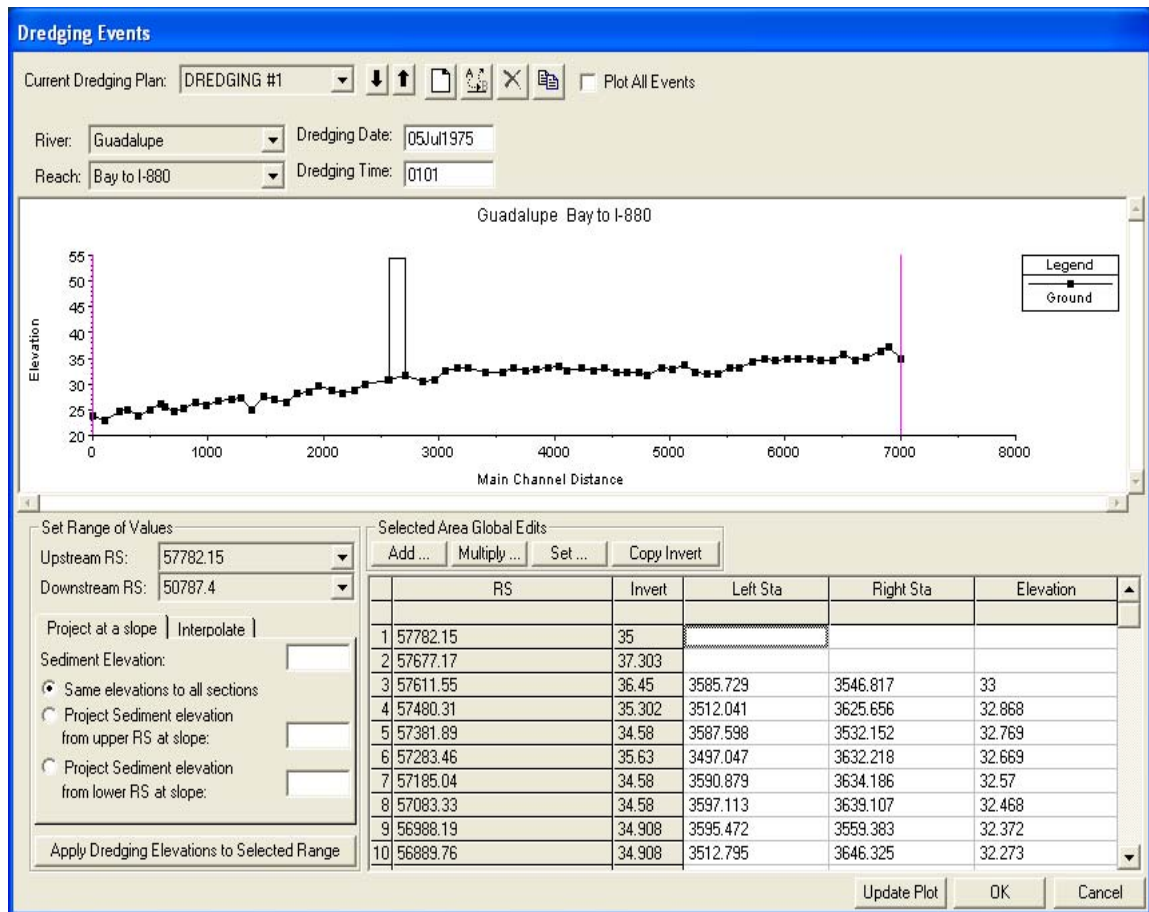 Dredging Events
Current Dredging Plan: DREDGING #1 Plot All Events
River: Guadalupe Dredging Date: 05Jul1975
Reach: Bay to I-880 Dredging Time: 0101
Guadalupe Bay to I-880
Elevation
55
50
45
40
35
30
25
20
0 1000 2000 3000 4000 5000 6000 7000 8000
Main Channel Distance
Legend
Ground
Set Range of Values
Upstream RS: 57782.15
Downstream RS: 50787.4
Project at a slope Interpolate
Sediment Elevation:
Same elevations to all sections
Project Sediment elevation
from upper RS at slope:
Project Sediment elevation
from lower RS at slope:
Apply Dredging Elevations to Selected Range
Selected Area Global Edits
Add ... Multiply ... Set ... Copy Invert
RS Invert Left Sta Right Sta Elevation
1 57782.15 35
2 57677.17 37.303
3 57611.55 36.45 3585.729 3546.817 33
4 57480.31 35.302 3512.041 3625.656 32.868
5 57381.89 34.58 3587.598 3532.152 32.769
6 57283.46 35.63 3497.047 3632.218 32.669
7 57185.04 34.58 3590.879 3634.186 32.57
8 57083.33 34.58 3597.113 3639.107 32.468
9 56988.19 34.908 3595.472 3559.383 32.372
10 56889.76 34.908 3512.795 3646.325 32.273
Update Plot OK Cancel